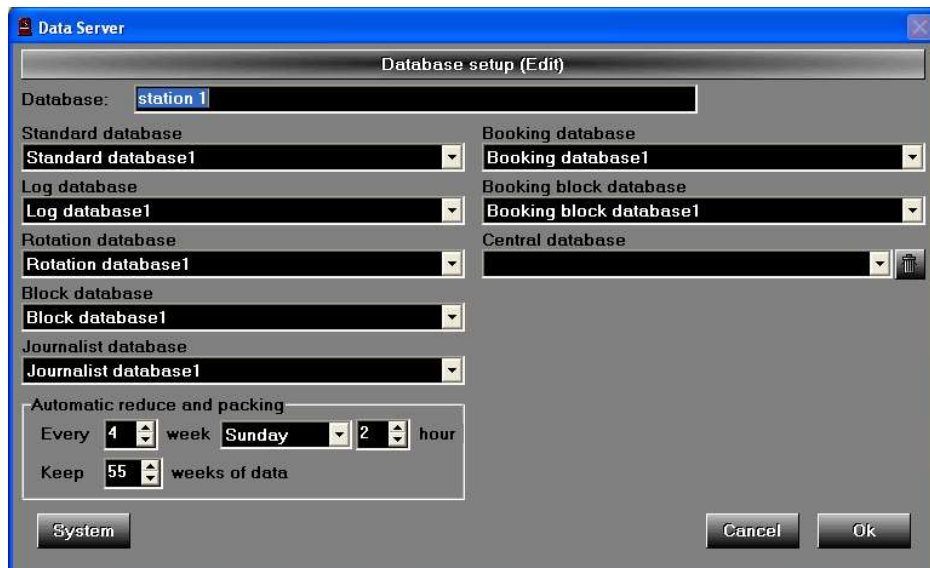 Data Server
Database setup (Edit)
Database: station 1
Standard database
Standard database1
Log database
Log database1
Rotation database
Rotation database1
Block database
Block database1
Journalist database
Journalist database1
Booking database
Booking database1
Booking block database
Booking block database1
Central database
Automatic reduce and packing
Every 4 week Sunday 2 hour
Keep 55 weeks of data
System Cancel Ok